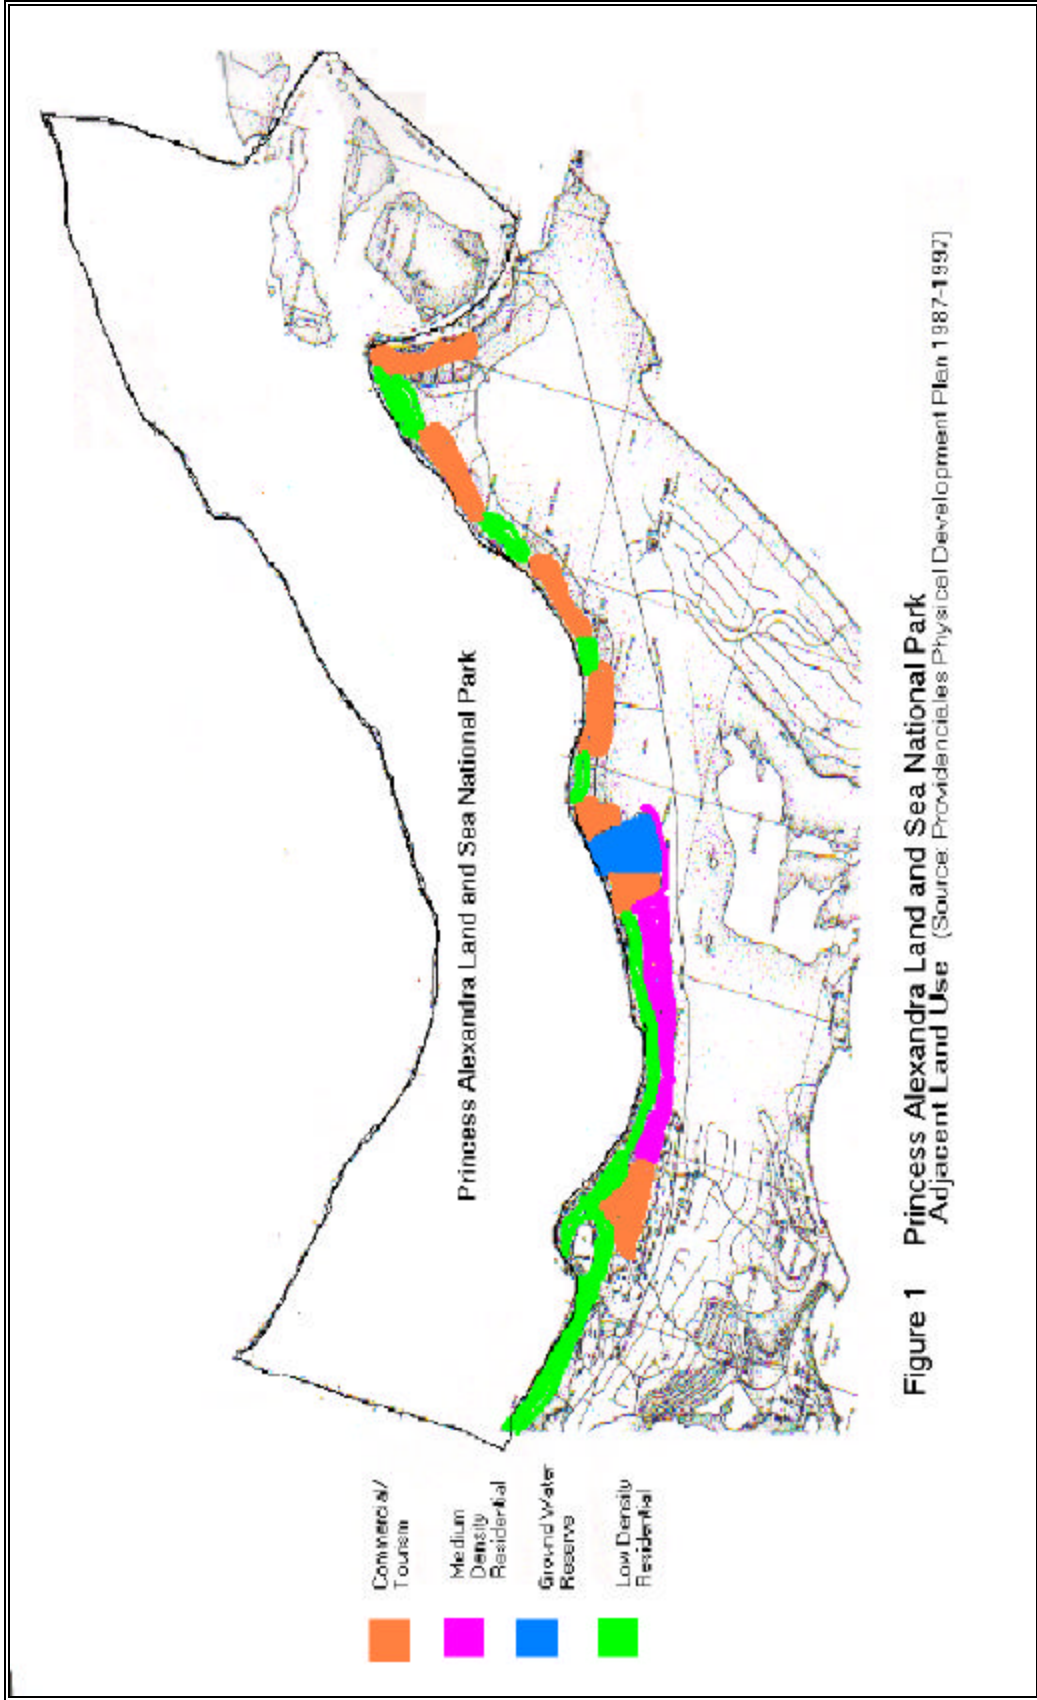 Princess Alexandra Land and Sea National Park
Commercial/
Tourism
Medium
Density
Residential
Ground Water
Reserve
Low Density
Residential
Figure 1 Princess Alexandra Land and Sea National Park
Adjacent Land Use (Source: Providenciales Physical Development Plan 1987-1997)